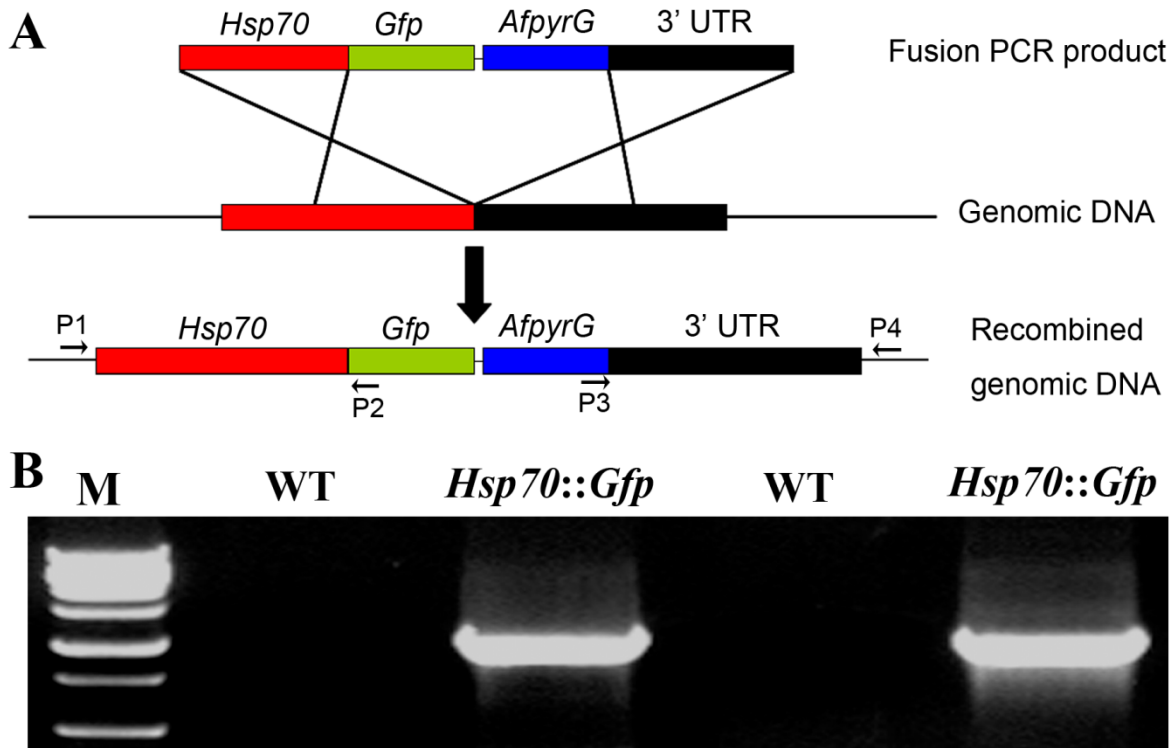 A
Hsp70 Gfp AfpyrG 3’ UTR
Fusion PCR product
Genomic DNA
P1 Hsp70 Gfp AfpyrG 3’ UTR P4
Recombined
genomic DNA
P2 P3
B
M WT Hsp70::Gfp WT Hsp70::Gfp